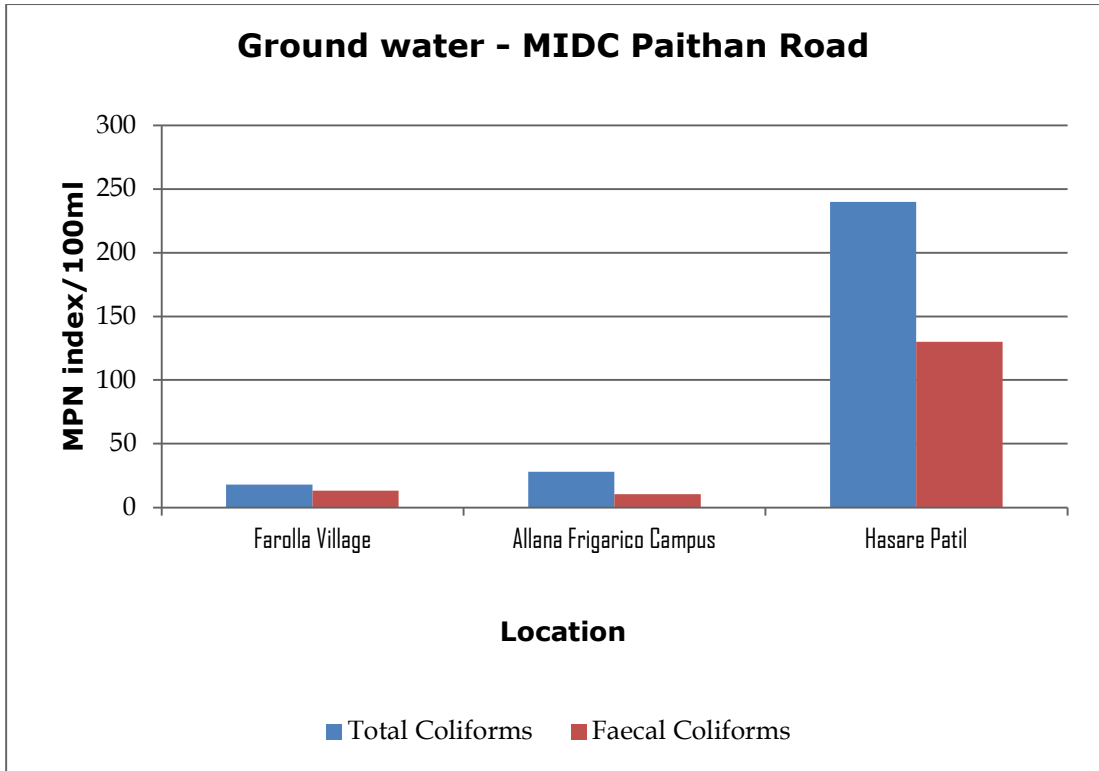 Ground water - MIDC Paithan Road
MPN index/100ml
300
250
200
150
100
50
0
Farolla Village
Allana Frigarico Campus
Hasare Patil
Location
Total Coliforms
Faecal Coliforms